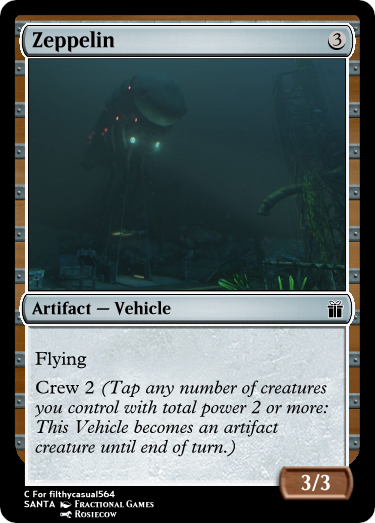 Zeppelin 3
Artifact — Vehicle
Flying
Crew 2 (Tap any number of creatures
you control with total power 2 or more:
This Vehicle becomes an artifact
creature until end of turn.)
3/3
C For filthycasual564
SANTA Fractional Games
Rosiecow